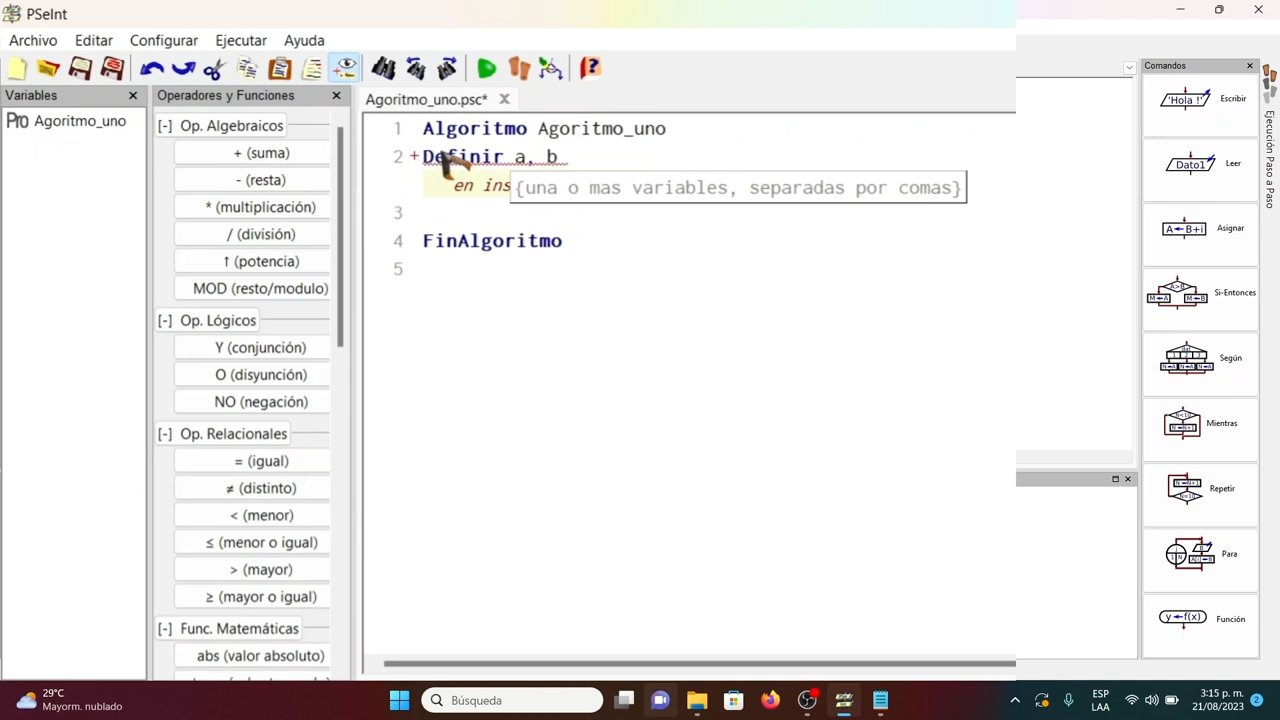 PSeInt
Archivo Editar Configurar Ejecutar Ayuda
Variables
Agoritmo_uno
Operadores y Funciones
[-] Op. Algebraicos
+ (suma)
- (resta)
* (multiplicación)
/ (división)
↑ (potencia)
MOD (resto/modulo)
[-] Op. Lógicos
Y (conjunción)
O (disyunción)
NO (negación)
[-] Op. Relacionales
= (igual)
≠ (distinto)
< (menor)
≤ (menor o igual)
> (mayor)
≥ (mayor o igual)
[-] Func. Matemáticas
abs (valor absoluto)
Agoritmo_uno.psc*
1 Algoritmo Agoritmo_uno
2 + Definir a, b
en ins
{una o mas variables, separadas por comas}
3
4 FinAlgoritmo
5
Comandos
'Hola !' Escribir
Dato1 Leer
A←B+i Asignar
A>B Si-Entonces
Según
Mientras
Repetir
Para
y←f(x) Función
Ejecución Paso a Paso
29°C
Mayorm. nublado
Búsqueda
ESP
LAA
3:15 p. m.
21/08/2023
2